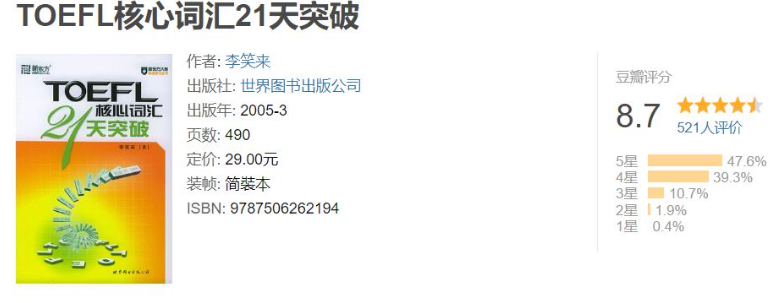 TOEFL核心词汇21天突破
新东方
TOEFL
核心词汇
21天突破
李笑来
世界图书出版公司
作者: 李笑来
出版社: 世界图书出版公司
出版年: 2005-3
页数: 490
定价: 29.00元
装帧: 简裝本
ISBN: 9787506262194
豆瓣评分
8.7
521人评价
5星 47.6%
4星 39.3%
3星 10.7%
2星 1.9%
1星 0.4%